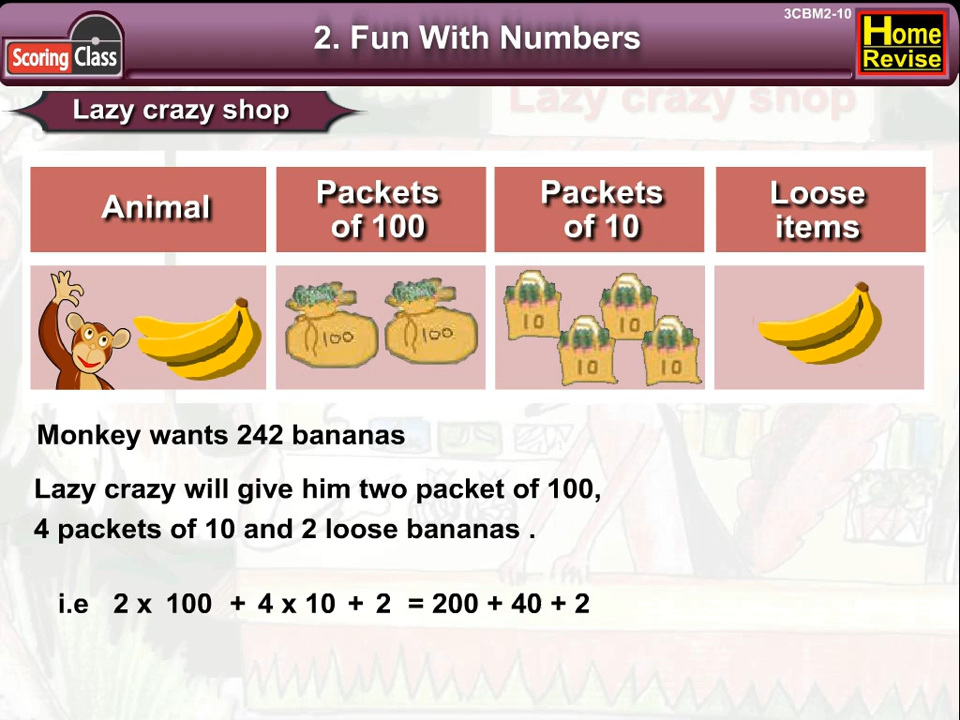 3CBM2-10
Scoring Class
2. Fun With Numbers
Home
Revise
Lazy crazy shop
Lazy crazy shop
Animal
Packets
of 100
Packets
of 10
Loose
items
100
100
10
10
10
10
Monkey wants 242 bananas
Lazy crazy will give him two packet of 100,
4 packets of 10 and 2 loose bananas .
i.e 2 x 100 + 4 x 10 + 2 = 200 + 40 + 2